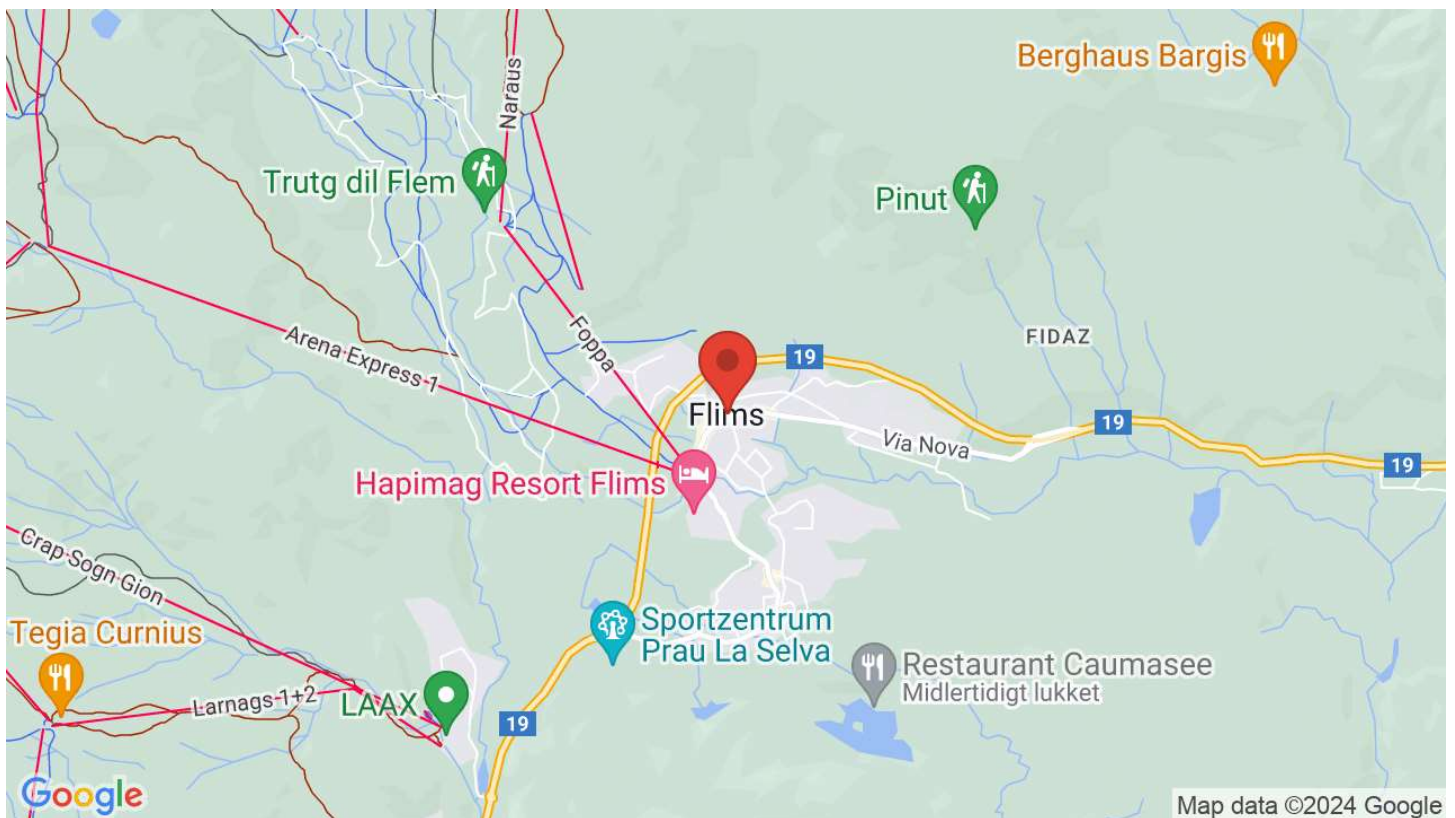 Berghaus Bargis
Naraus
Trutg dil Flem
Pinut
Foppa
FIDAZ
Arena Express 1
19
Flims
19
Via Nova
19
Hapimag Resort Flims
Crap Sogn Gion
Tegia Curnius
Sportzentrum
Prau La Selva
Restaurant Caumasee
Midlertidigt lukket
Larnags 1+2
LAAX
19
Google
Map data ©2024 Google